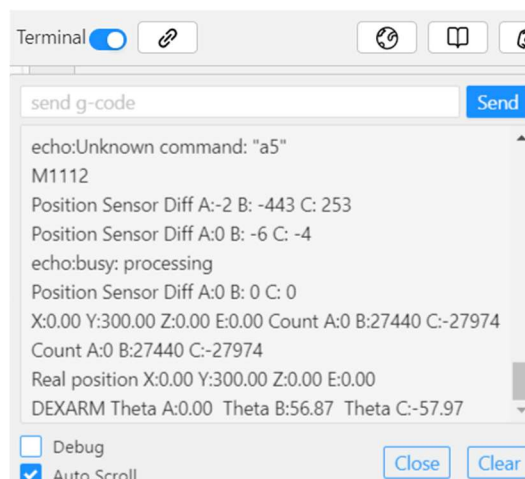 Terminal
send g-code
Send
echo:Unknown command: "a5"
M1112
Position Sensor Diff A:-2 B: -443 C: 253
Position Sensor Diff A:0 B: -6 C: -4
echo:busy: processing
Position Sensor Diff A:0 B: 0 C: 0
X:0.00 Y:300.00 Z:0.00 E:0.00 Count A:0 B:27440 C:-27974
Count A:0 B:27440 C:-27974
Real position X:0.00 Y:300.00 Z:0.00 E:0.00
DEXARM Theta A:0.00  Theta B:56.87  Theta C:-57.97
Debug
Close
Clear
Auto Scroll